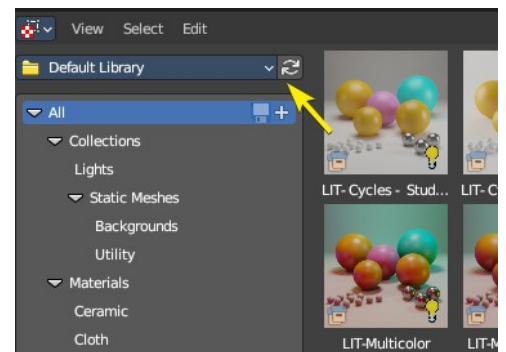 View Select Edit
Default Library
All
Collections
Lights
Static Meshes
Backgrounds
Utility
Materials
Ceramic
Cloth
LIT- Cycles - Stud... LIT- C
LIT-Multicolor LIT-M